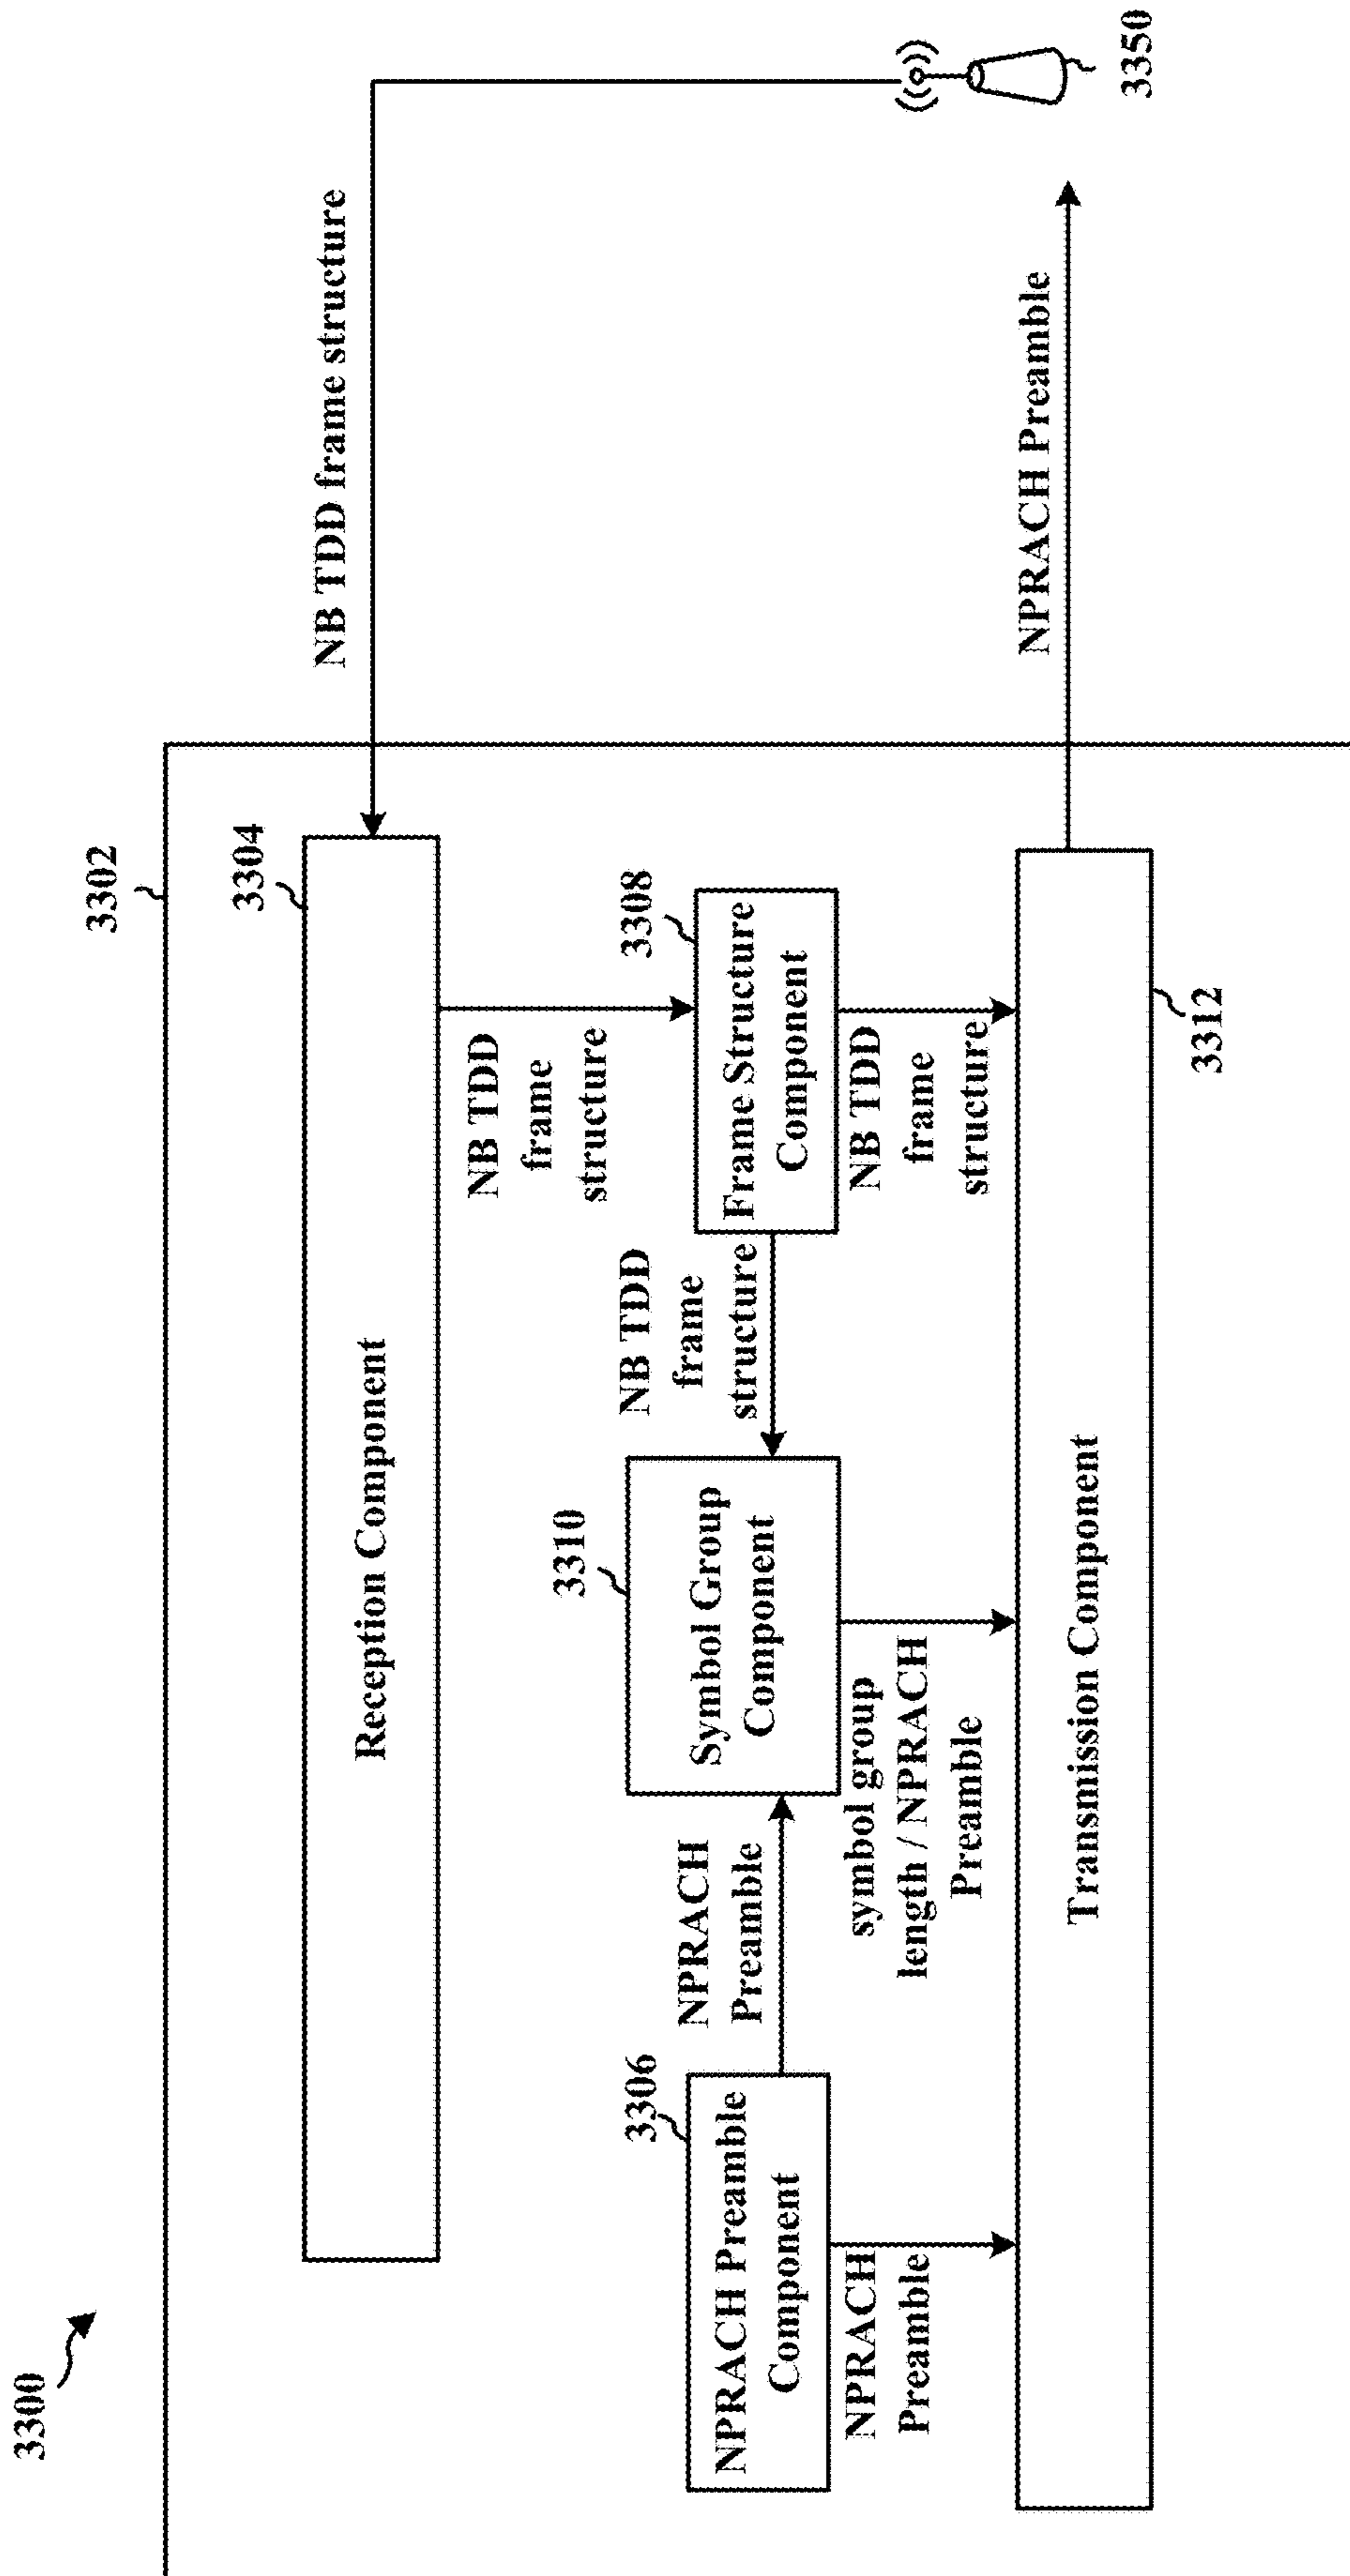 3300
3302
3304
Reception Component
NB TDD frame structure
NB TDD
frame
structure
3306
NPRACH Preamble
Component
NPRACH
Preamble
3310
Symbol Group
Component
NB TDD
frame
structure
3308
Frame Structure
Component
NPRACH
Preamble
symbol group
length / NPRACH
Preamble
NB TDD
frame
structure
Transmission Component
3312
NPRACH Preamble
3350